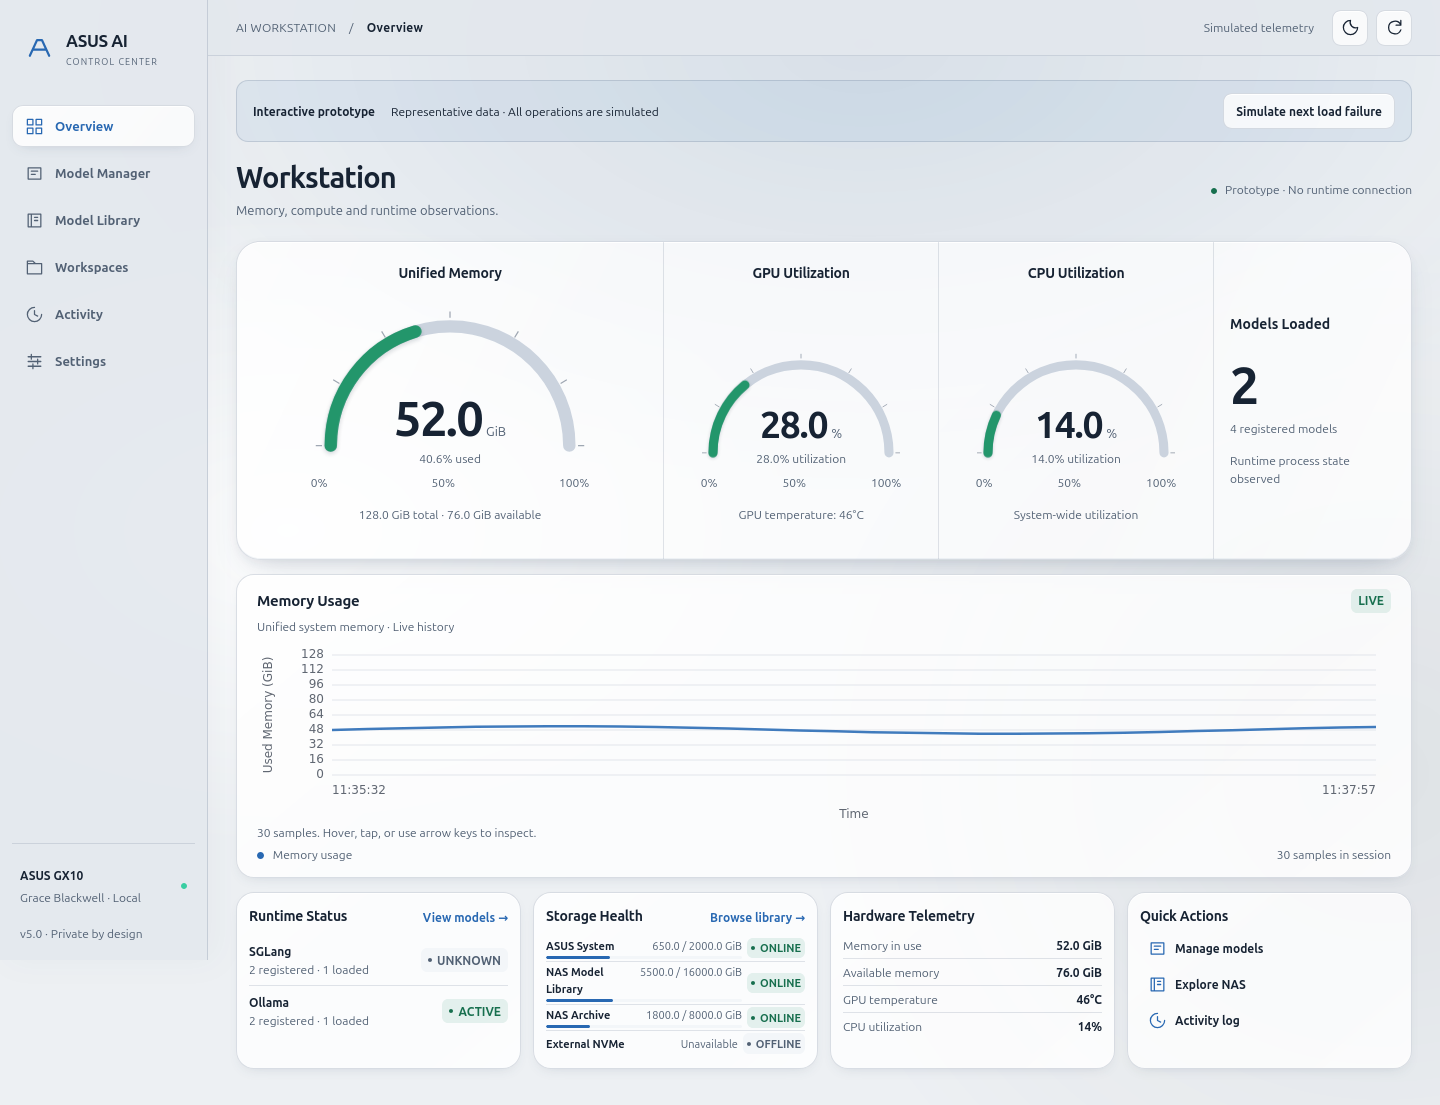 ASUS AI
CONTROL CENTER
Overview
Model Manager
Model Library
Workspaces
Activity
Settings
ASUS GX10
Grace Blackwell · Local
v5.0 · Private by design
AI WORKSTATION / Overview
Simulated telemetry
Interactive prototype Representative data · All operations are simulated
Simulate next load failure
Workstation
Memory, compute and runtime observations.
Prototype · No runtime connection
Unified Memory
52.0 GiB
40.6% used
0% 50% 100%
128.0 GiB total · 76.0 GiB available
GPU Utilization
28.0 %
28.0% utilization
0% 50% 100%
GPU temperature: 46°C
CPU Utilization
14.0 %
14.0% utilization
0% 50% 100%
System-wide utilization
Models Loaded
2
4 registered models
Runtime process state
observed
Memory Usage
LIVE
Unified system memory · Live history
Used Memory (GiB)
128
112
96
80
64
48
32
16
0
11:35:32 11:37:57
Time
30 samples. Hover, tap, or use arrow keys to inspect.
Memory usage
30 samples in session
Runtime Status
View models →
SGLang
2 registered · 1 loaded
UNKNOWN
Ollama
2 registered · 1 loaded
ACTIVE
Storage Health
Browse library →
ASUS System 650.0 / 2000.0 GiB ONLINE
NAS Model
Library
5500.0 / 16000.0 GiB ONLINE
NAS Archive 1800.0 / 8000.0 GiB ONLINE
External NVMe Unavailable OFFLINE
Hardware Telemetry
Memory in use 52.0 GiB
Available memory 76.0 GiB
GPU temperature 46°C
CPU utilization 14%
Quick Actions
Manage models
Explore NAS
Activity log